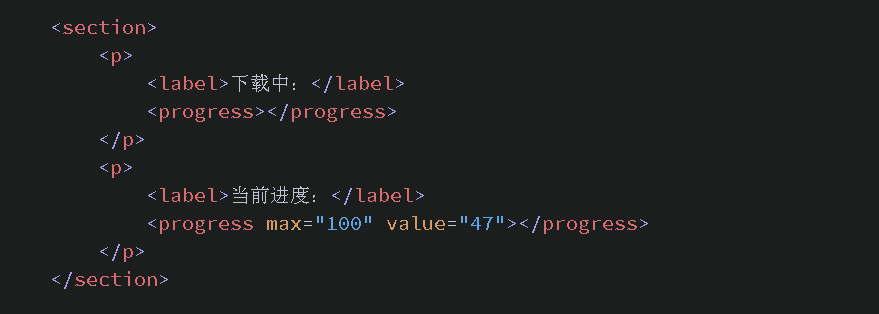 <section>
<p>
<label>下载中：</label>
<progress></progress>
</p>
<p>
<label>当前进度：</label>
<progress max="100" value="47"></progress>
</p>
</section>